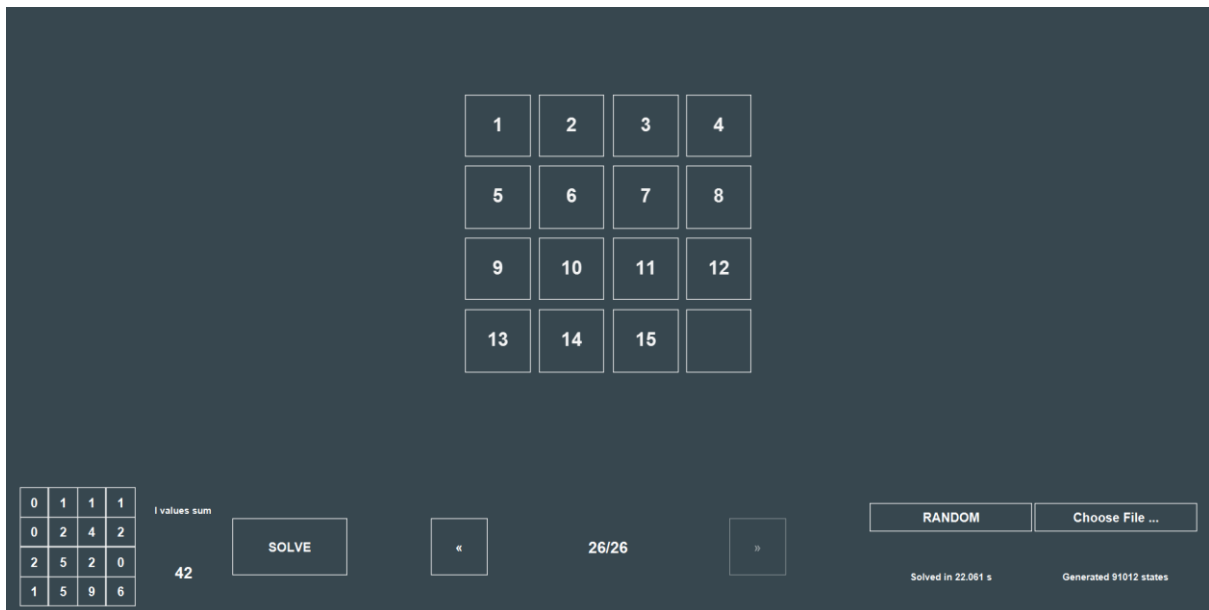 1 2 3 4
5 6 7 8
9 10 11 12
13 14 15
0 1 1 1
0 2 4 2
2 5 2 0
1 5 9 6
I values sum
42
SOLVE
«
26/26
»
RANDOM
Choose File ...
Solved in 22.061 s
Generated 91012 states